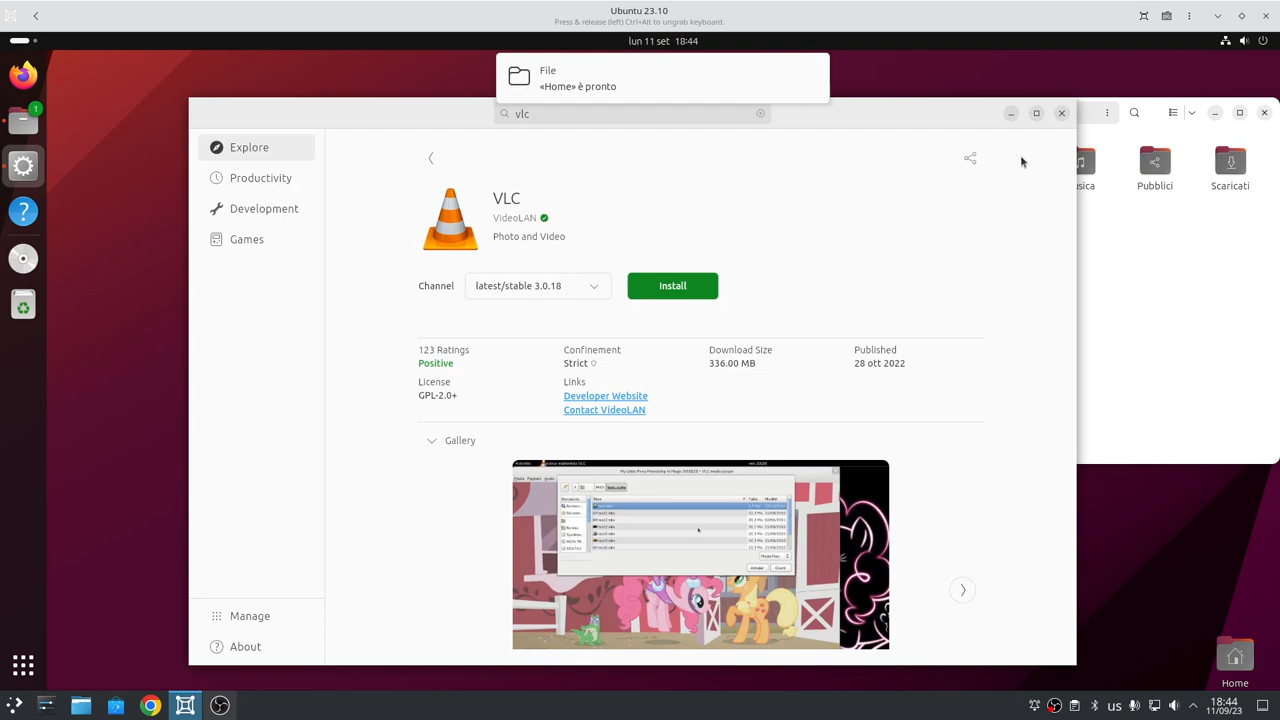 Ubuntu 23.10
Press & release (left) Ctrl+Alt to ungrab keyboard.
lun 11 set 18:44
File
«Home» è pronto
vlc
1
Explore
Productivity
Development
Games
Manage
About
VLC
VideoLAN
Photo and Video
Channel
latest/stable 3.0.18
Install
123 Ratings
Positive
Confinement
Strict
Download Size
336.00 MB
Published
28 ott 2022
License
GPL-2.0+
Links
Developer Website
Contact VideoLAN
Gallery
Pubblici
Scaricati
Home
us
18:44
11/09/23